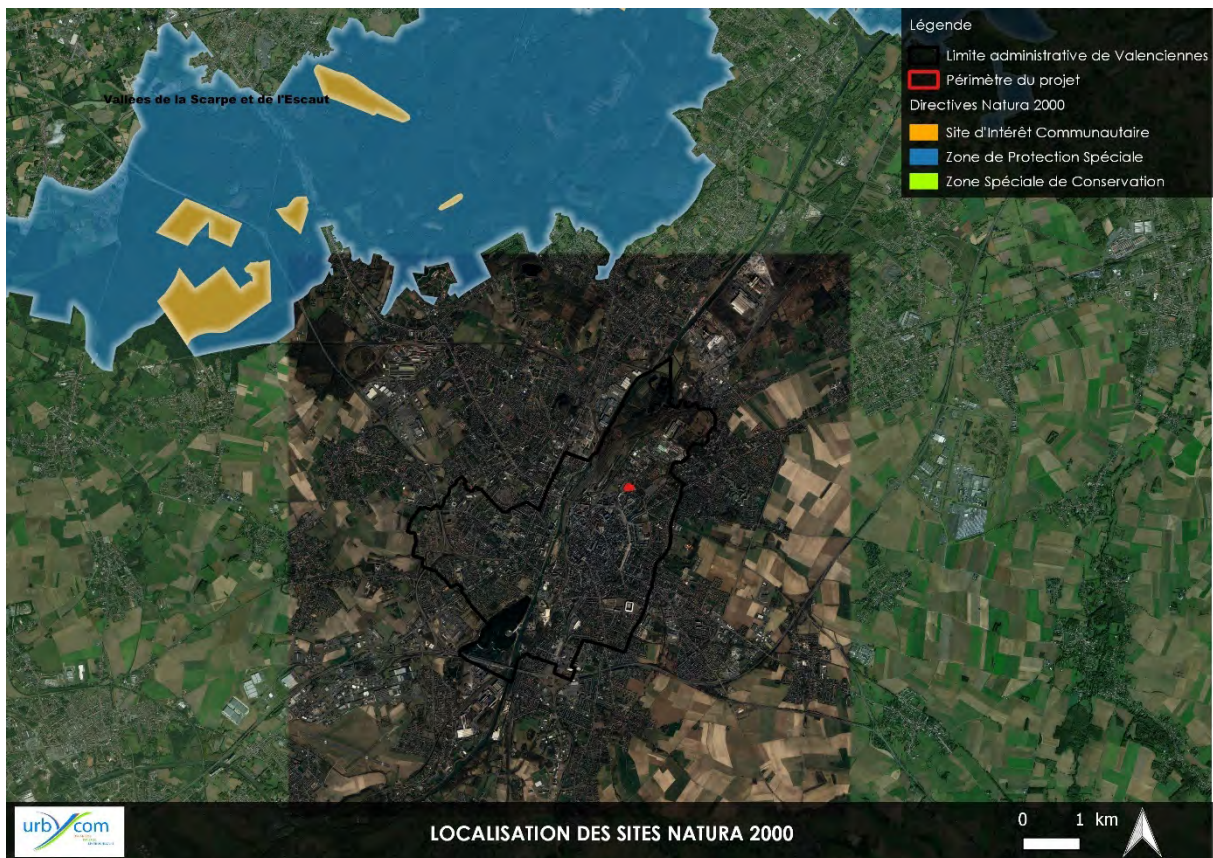 Légende
Limite administrative de Valenciennes
Périmètre du projet
Directives Natura 2000
Site d'Intérêt Communautaire
Zone de Protection Spéciale
Zone Spéciale de Conservation
Vallées de la Scarpe et de l'Escaut
urbycom
LOCALISATION DES SITES NATURA 2000
0 1 km